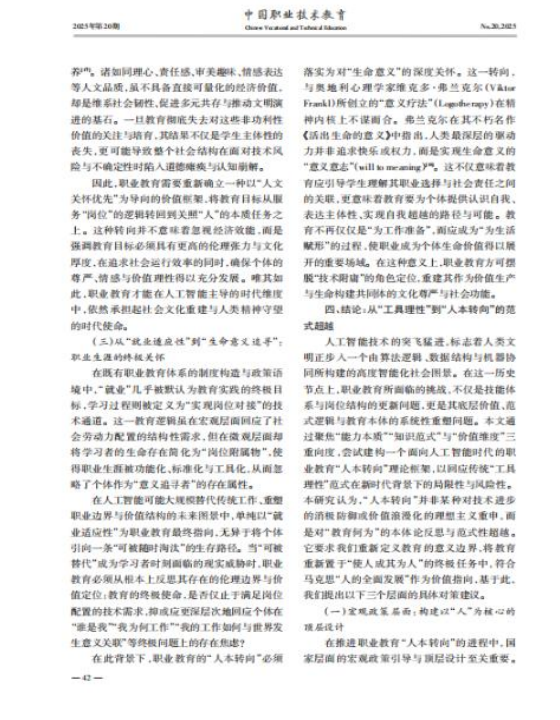 2025年第20期
中国职业技术教育
Chinese Vocational and Technical Education
No.20,2025
养[45]。诸如同理心、责任感、审美趣味、情感表达
等人文品质,虽不具备直接可量化的经济价值,
却是维系社会韧性、促进多元共存与推动文明演
进的基石。一旦教育彻底失去对这些非功利性
价值的关注与培育,其结果不仅是学生主体性的
丧失,更可能导致整个社会结构在面对技术风
险与不确定性时陷入道德瘫痪与认知崩解。
因此,职业教育需要重新确立一种以“人文
关怀优先”为导向的价值框架,将教育目标从服
务“岗位”的逻辑转回到关照“人”的本质任务之
上。这种转向并不意味着忽视经济效能,而是
强调教育目标必须具有更高的伦理张力与文化
厚度,在追求社会运行效率的同时,确保个体的
尊严、情感与价值理性得以充分发展。唯其如
此,职业教育才能在人工智能主导的时代维度
中,依然承担起社会文化重建与人类精神守望
的时代使命。
(三)从“就业适应性”到“生命意义追寻”:
职业生涯的终极关怀
在既有职业教育体系的制度构造与政策语
境中,“就业”几乎被默认为教育实践的终极目
标,学习过程则被定义为“实现岗位对接”的技
术通道。这一教育逻辑虽在宏观层面回应了社
会劳动力配置的结构性需求,但在微观层面却
将学习者的生命存在简化为“岗位附属物”,使
得职业生涯被功能化、标准化与工具化,从而忽
略了个体作为“意义追寻者”的存在属性。
在人工智能可能大规模替代传统工作、重塑
职业边界与价值结构的未来图景中,单纯以“就
业适应性”为职业教育最终指向,无异于将个体
引向一条“可被随时淘汰”的生存路径。当“可被
替代”成为学习者时刻面临的现实威胁时,职业教
育必须从根本上反思其存在的伦理边界与价
值定位:教育的终极使命,是否仅止于满足岗位
配置的技术需求,抑或应更深层次地回应个体在
“谁是我”“我为何工作”“我的工作如何与世界发
生意义关联”等终极问题上的存在焦虑?
在此背景下,职业教育的“人本转向”必须
落实为对“生命意义”的深度关怀。这一转向,
与奥地利心理学家维克多·弗兰克尔(Viktor
Frankl)所创立的“意义疗法”(Logotherapy)在精
神内核上不谋而合。弗兰克尔在其不朽名作
《活出生命的意义》中指出,人类最深层的驱动
力并非追求快乐或权力,而是实现生命意义的
“意义意志”(will to meaning)。这不仅意味着教
育应引导学生理解其职业选择与社会责任之间
的关联,更意味着教育要为个体提供认识自我、
表达主体性、实现自我超越的路径与可能。教
育不再仅仅是“为工作准备”,而应成为“为生活
赋形”的过程,使职业成为个体生命价值得以展
开的重要场域。在这种意义上,职业教育方可摆
脱“技术附庸”的角色定位,重建其作为价值生产
与生命构建共同体的文化尊严与社会功能。
四、结论:从“工具理性”到“人本转向”的范
式超越
人工智能技术的突飞猛进,标志着人类文
明正步入一个由算法逻辑、数据结构与机器协
同所构建的高度智能化社会图景。在这一历史
节点上,职业教育所面临的挑战,不仅是技能体
系与岗位结构的更新问题,更是其底层价值、范
式逻辑与教育本体的系统性重塑问题。本文通
过聚焦“能力本质”“知识范式”与“价值维度”三
重向度,尝试建构一个面向人工智能时代的职
业教育“人本转向”理论框架,以回应传统“工具
理性”范式在新时代背景下的局限性与风险性。
本研究认为,“人本转向”并非某种对技术进步
的消极防御或价值浪漫化的理想主义重申,而
是对“教育何为”的本体论反思与范式性超越。
它要求我们重新定义教育的意义边界,将教育
重新置于“使人成其为人”的终极任务中,符合
马克思“人的全面发展”作为价值指向,基于此,
我们提出以下三个层面的具体对策建议。
(一)宏观政策层面:构建以“人”为核心的
顶层设计
在推进职业教育“人本转向”的进程中,国
家层面的宏观政策引导与顶层设计至关重要。
— 42 —